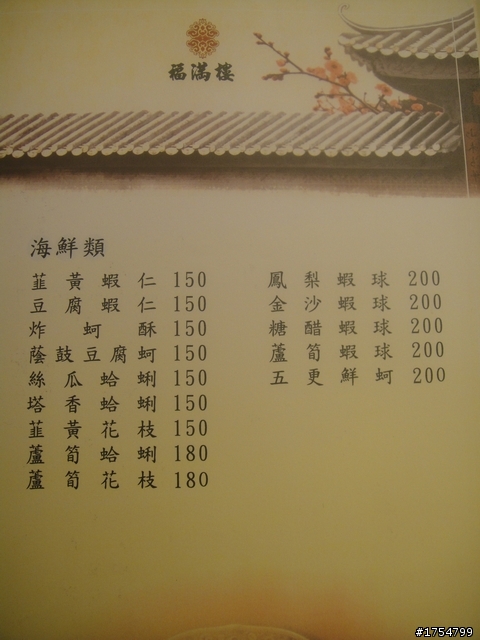 福滿樓
海鮮類
韮黃蝦仁 150
豆腐蝦仁 150
炸蚵酥 150
蔭鼓豆腐蚵 150
絲瓜蛤蜊 150
塔香蛤蜊 150
韮黃花枝 150
蘆筍蛤蜊 180
蘆筍花枝 180
鳳梨蝦球 200
金沙蝦球 200
糖醋蝦球 200
蘆筍蝦球 200
五更鮮蚵 200
#1754799